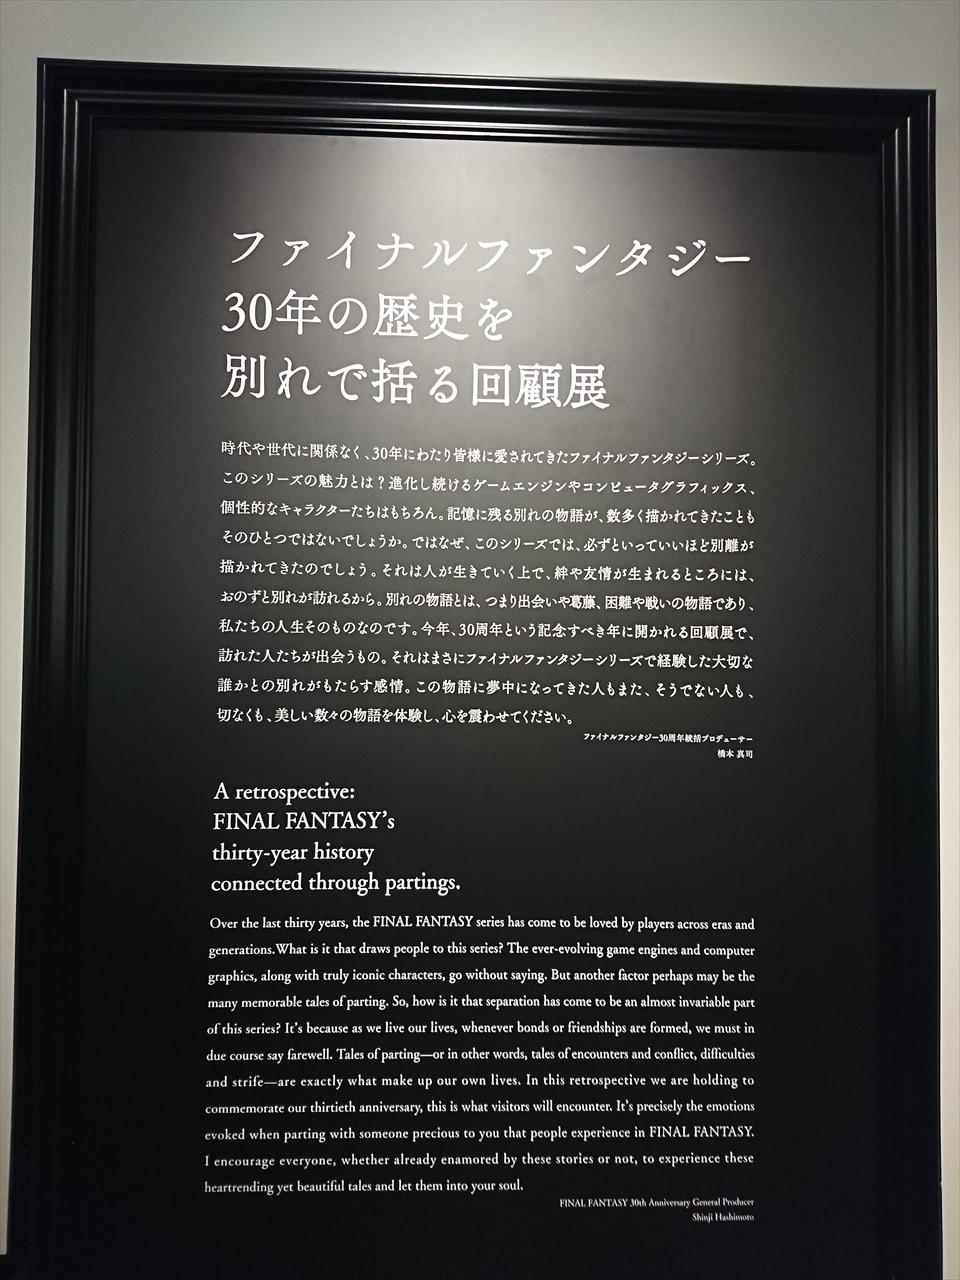 ファイナルファンタジー
30年の歴史を
別れで括る回顧展
時代や世代に関係なく、30年にわたり皆様に愛されてきたファイナルファンタジーシリーズ。
このシリーズの魅力とは？進化し続けるゲームエンジンやコンピュータグラフィックス、
個性的なキャラクターたちはもちろん。記憶に残る別れの物語が、数多く描かれてきたことも
そのひとつではないでしょうか。ではなぜ、このシリーズでは、必ずといっていいほど別離が
描かれてきたのでしょう。それは人が生きていく上で、絆や友情が生まれるところには、
おのずと別れが訪れるから。別れの物語とは、つまり出会いや葛藤、困難や戦いの物語であり、
私たちの人生そのものなのです。今年、30周年という記念すべき年に開かれる回顧展で、
訪れた人たちが出会うもの。それはまさにファイナルファンタジーシリーズで経験した大切な
誰かとの別れがもたらす感情。この物語に夢中になってきた人もまた、そうでない人も、
切なくも、美しい数々の物語を体験し、心を震わせてください。
ファイナルファンタジー30周年統括プロデューサー
橋本 真司
A retrospective:
FINAL FANTASY's
thirty-year history
connected through partings.
Over the last thirty years, the FINAL FANTASY series has come to be loved by players across eras and
generations.What is it that draws people to this series? The ever-evolving game engines and computer
graphics, along with truly iconic characters, go without saying. But another factor perhaps may be the
many memorable tales of parting. So, how is it that separation has come to be an almost invariable part
of this series? It's because as we live our lives, whenever bonds or friendships are formed, we must in
due course say farewell. Tales of parting—or in other words, tales of encounters and conflict, difficulties
and strife—are exactly what make up our own lives. In this retrospective we are holding to
commemorate our thirtieth anniversary, this is what visitors will encounter. It's precisely the emotions
evoked when parting with someone precious to you that people experience in FINAL FANTASY.
I encourage everyone, whether already enamored by these stories or not, to experience these
heartrending yet beautiful tales and let them into your soul.
FINAL FANTASY 30th Anniversary General Producer
Shinji Hashimoto